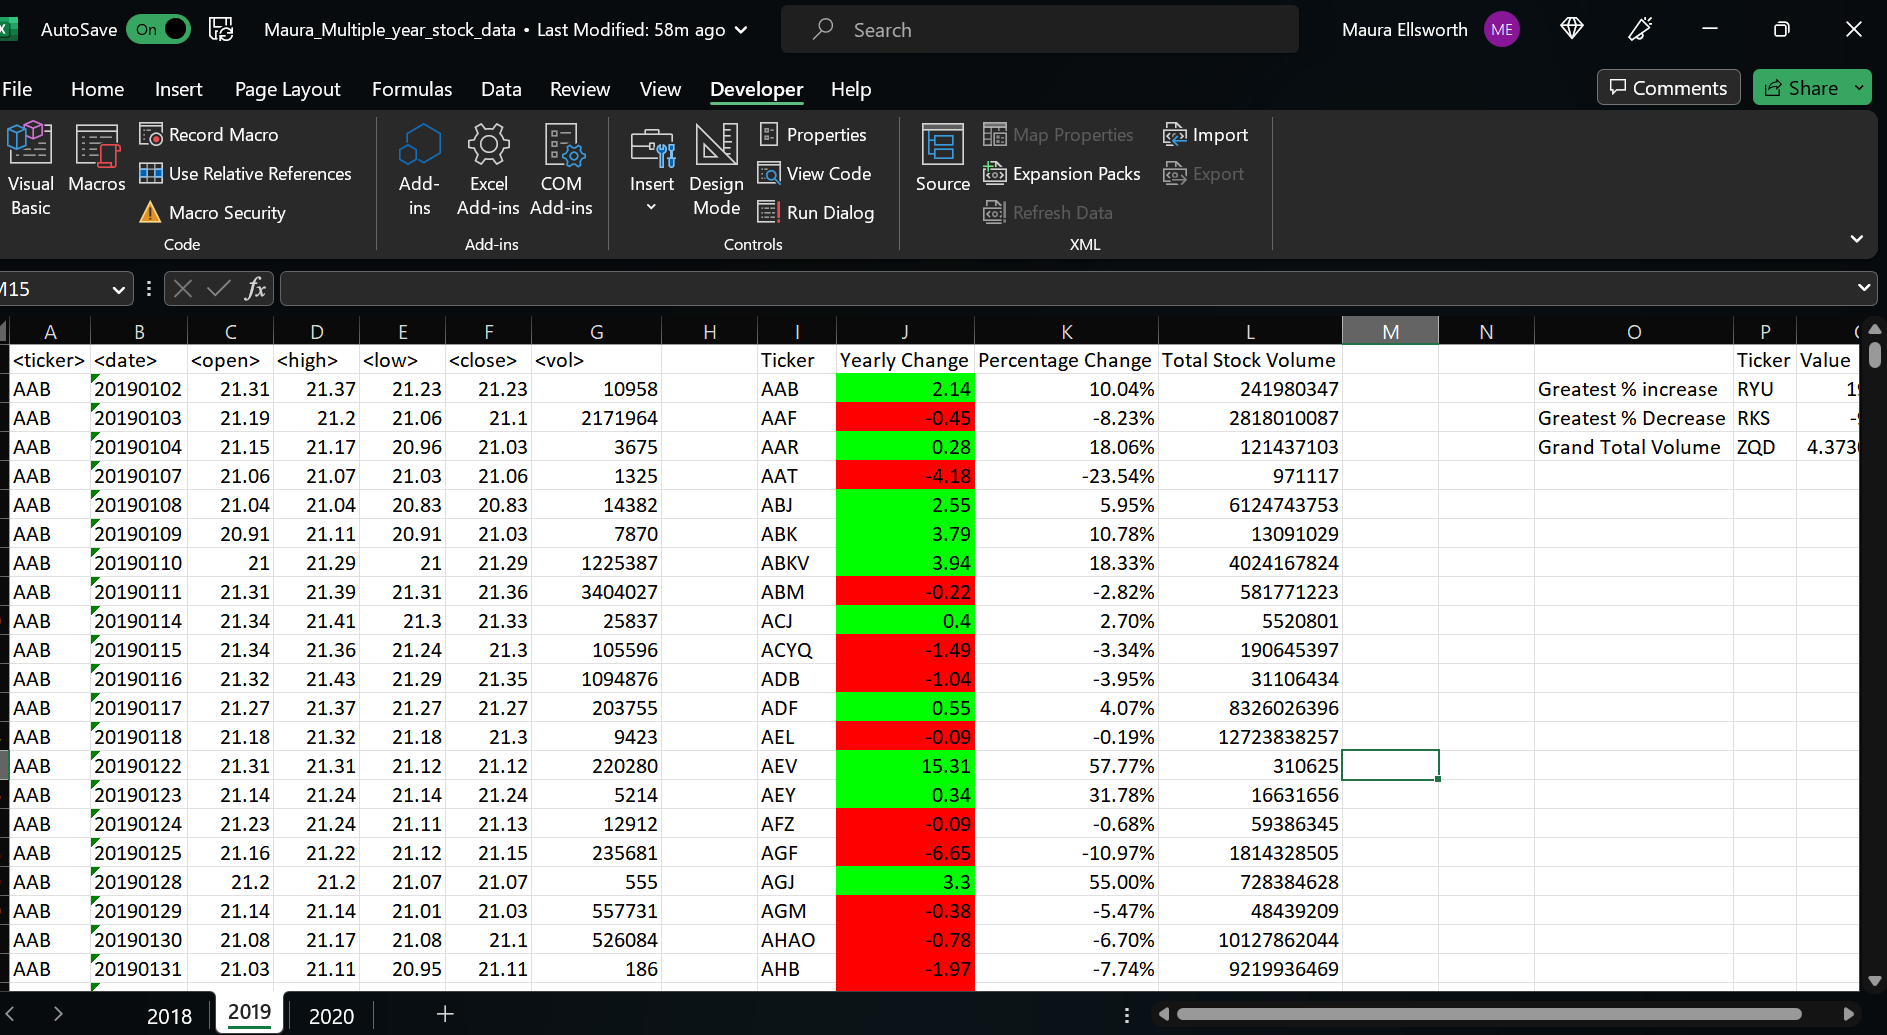 AutoSave On Maura_Multiple_year_stock_data • Last Modified: 58m ago Search Maura Ellsworth ME
File Home Insert Page Layout Formulas Data Review View Developer Help Comments Share
Visual Basic
Macros
Record Macro
Use Relative References
Macro Security
Code
Add-ins
Excel Add-ins
COM Add-ins
Add-ins
Insert
Design Mode
Properties
View Code
Run Dialog
Controls
Source
Map Properties
Expansion Packs
Refresh Data
Import
Export
XML
M15 fx
A B C D E F G H I J K L M N O P
<ticker> <date> <open> <high> <low> <close> <vol> Ticker Yearly Change Percentage Change Total Stock Volume Ticker Value
AAB 20190102 21.31 21.37 21.23 21.23 10958 AAB 2.14 10.04% 241980347 Greatest % increase RYU
AAB 20190103 21.19 21.2 21.06 21.1 2171964 AAF -0.45 -8.23% 2818010087 Greatest % Decrease RKS
AAB 20190104 21.15 21.17 20.96 21.03 3675 AAR 0.28 18.06% 121437103 Grand Total Volume ZQD 4.373
AAB 20190107 21.06 21.07 21.03 21.06 1325 AAT -4.18 -23.54% 971117
AAB 20190108 21.04 21.04 20.83 20.83 14382 ABJ 2.55 5.95% 6124743753
AAB 20190109 20.91 21.11 20.91 21.03 7870 ABK 3.79 10.78% 13091029
AAB 20190110 21 21.29 21 21.29 1225387 ABKV 3.94 18.33% 4024167824
AAB 20190111 21.31 21.39 21.31 21.36 3404027 ABM -0.22 -2.82% 581771223
AAB 20190114 21.34 21.41 21.3 21.33 25837 ACJ 0.4 2.70% 5520801
AAB 20190115 21.34 21.36 21.24 21.3 105596 ACYQ -1.49 -3.34% 190645397
AAB 20190116 21.32 21.43 21.29 21.35 1094876 ADB -1.04 -3.95% 31106434
AAB 20190117 21.27 21.37 21.27 21.27 203755 ADF 0.55 4.07% 8326026396
AAB 20190118 21.18 21.32 21.18 21.3 9423 AEL -0.09 -0.19% 12723838257
AAB 20190122 21.31 21.31 21.12 21.12 220280 AEV 15.31 57.77% 310625
AAB 20190123 21.14 21.24 21.14 21.24 5214 AEY 0.34 31.78% 16631656
AAB 20190124 21.23 21.24 21.11 21.13 12912 AFZ -0.09 -0.68% 59386345
AAB 20190125 21.16 21.22 21.12 21.15 235681 AGF -6.65 -10.97% 1814328505
AAB 20190128 21.2 21.2 21.07 21.07 555 AGJ 3.3 55.00% 728384628
AAB 20190129 21.14 21.14 21.01 21.03 557731 AGM -0.38 -5.47% 48439209
AAB 20190130 21.08 21.17 21.08 21.1 526084 AHAO -0.78 -6.70% 10127862044
AAB 20190131 21.03 21.11 20.95 21.11 186 AHB -1.97 -7.74% 9219936469
2018 2019 2020